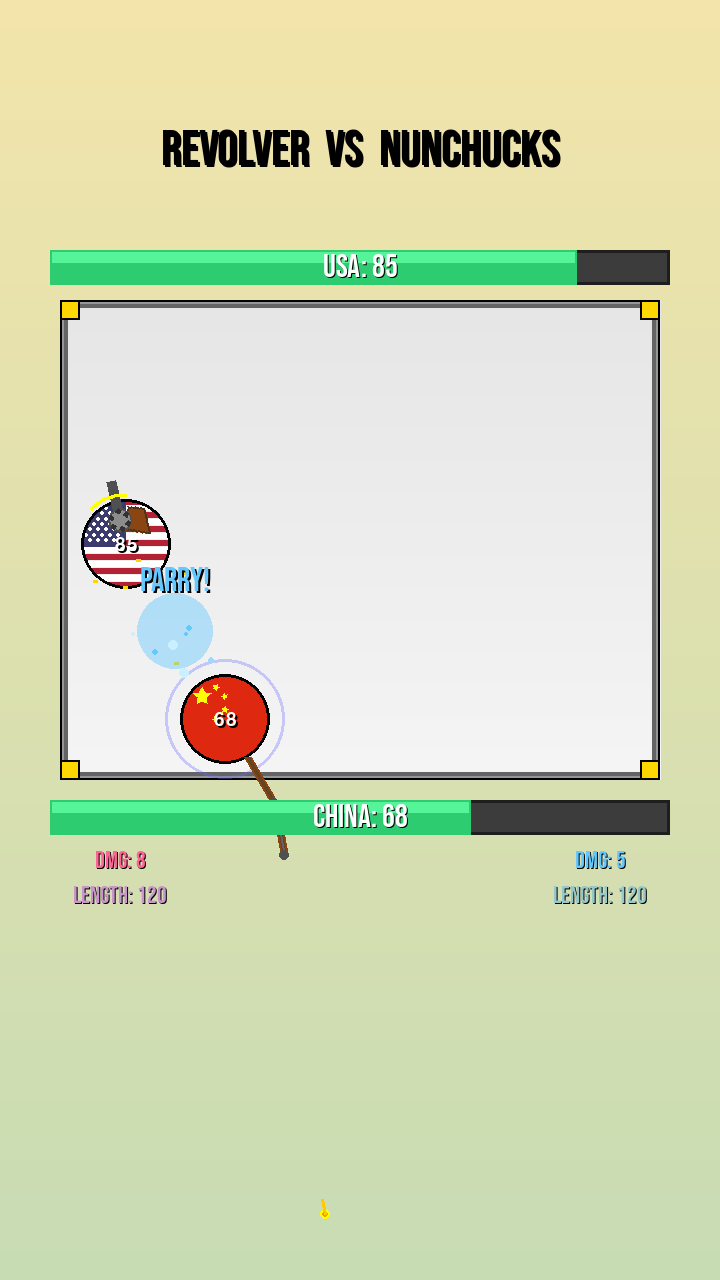 REVOLVER VS NUNCHUCKS
USA: 85
85
PARRY!
68
CHINA: 68
DMG: 8
DMG: 5
LENGTH: 120
LENGTH: 120